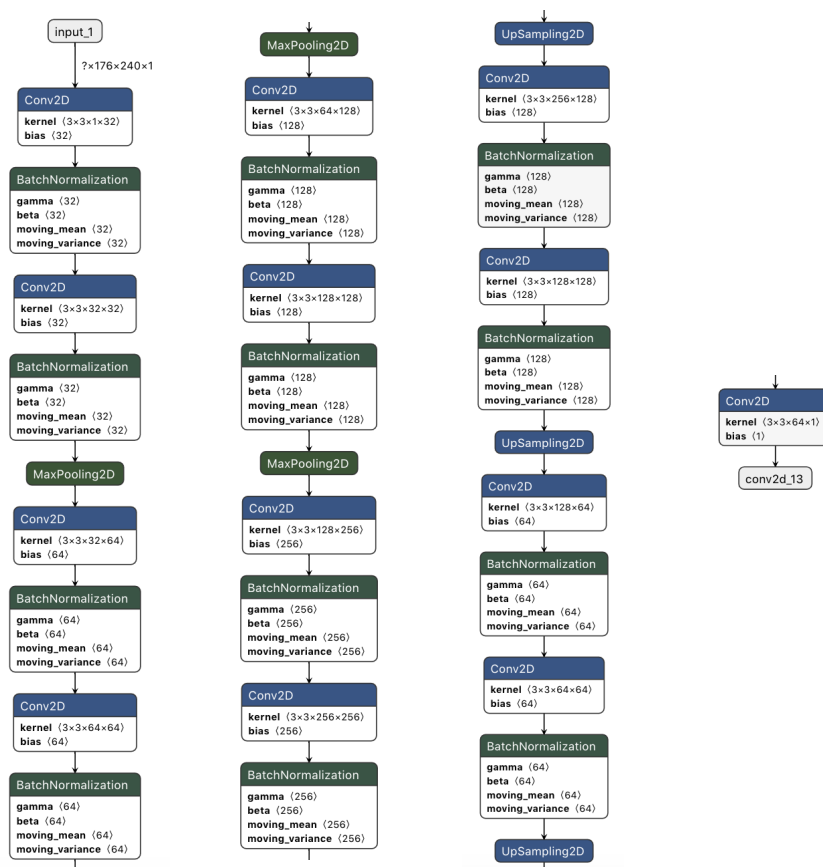 input_1
?×176×240×1
Conv2D
kernel ⟨3×3×1×32⟩
bias ⟨32⟩
BatchNormalization
gamma ⟨32⟩
beta ⟨32⟩
moving_mean ⟨32⟩
moving_variance ⟨32⟩
Conv2D
kernel ⟨3×3×32×32⟩
bias ⟨32⟩
BatchNormalization
gamma ⟨32⟩
beta ⟨32⟩
moving_mean ⟨32⟩
moving_variance ⟨32⟩
MaxPooling2D
Conv2D
kernel ⟨3×3×32×64⟩
bias ⟨64⟩
BatchNormalization
gamma ⟨64⟩
beta ⟨64⟩
moving_mean ⟨64⟩
moving_variance ⟨64⟩
Conv2D
kernel ⟨3×3×64×64⟩
bias ⟨64⟩
BatchNormalization
gamma ⟨64⟩
beta ⟨64⟩
moving_mean ⟨64⟩
moving_variance ⟨64⟩
MaxPooling2D
Conv2D
kernel ⟨3×3×64×128⟩
bias ⟨128⟩
BatchNormalization
gamma ⟨128⟩
beta ⟨128⟩
moving_mean ⟨128⟩
moving_variance ⟨128⟩
Conv2D
kernel ⟨3×3×128×128⟩
bias ⟨128⟩
BatchNormalization
gamma ⟨128⟩
beta ⟨128⟩
moving_mean ⟨128⟩
moving_variance ⟨128⟩
MaxPooling2D
Conv2D
kernel ⟨3×3×128×256⟩
bias ⟨256⟩
BatchNormalization
gamma ⟨256⟩
beta ⟨256⟩
moving_mean ⟨256⟩
moving_variance ⟨256⟩
Conv2D
kernel ⟨3×3×256×256⟩
bias ⟨256⟩
BatchNormalization
gamma ⟨256⟩
beta ⟨256⟩
moving_mean ⟨256⟩
moving_variance ⟨256⟩
UpSampling2D
Conv2D
kernel ⟨3×3×256×128⟩
bias ⟨128⟩
BatchNormalization
gamma ⟨128⟩
beta ⟨128⟩
moving_mean ⟨128⟩
moving_variance ⟨128⟩
Conv2D
kernel ⟨3×3×128×128⟩
bias ⟨128⟩
BatchNormalization
gamma ⟨128⟩
beta ⟨128⟩
moving_mean ⟨128⟩
moving_variance ⟨128⟩
UpSampling2D
Conv2D
kernel ⟨3×3×128×64⟩
bias ⟨64⟩
BatchNormalization
gamma ⟨64⟩
beta ⟨64⟩
moving_mean ⟨64⟩
moving_variance ⟨64⟩
Conv2D
kernel ⟨3×3×64×64⟩
bias ⟨64⟩
BatchNormalization
gamma ⟨64⟩
beta ⟨64⟩
moving_mean ⟨64⟩
moving_variance ⟨64⟩
UpSampling2D
Conv2D
kernel ⟨3×3×64×1⟩
bias ⟨1⟩
conv2d_13